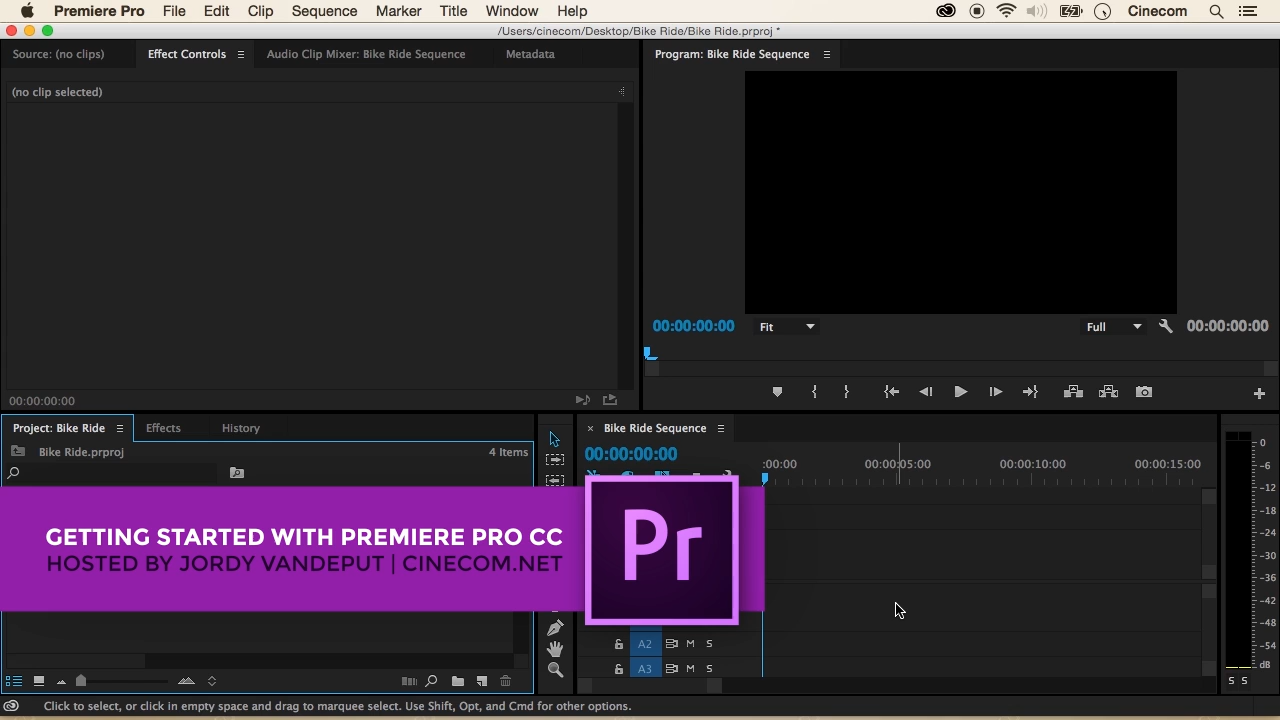 Premiere Pro File Edit Clip Sequence Marker Title Window Help Cinecom
/Users/cinecom/Desktop/Bike Ride/Bike Ride.prproj *
Source: (no clips) Effect Controls Audio Clip Mixer: Bike Ride Sequence Metadata
Program: Bike Ride Sequence
(no clip selected)
00:00:00:00 Fit Full 00:00:00:00
00:00:00:00
Project: Bike Ride Effects History
Bike Ride.prproj 4 Items
× Bike Ride Sequence
00:00:00:00
:00:00 00:00:05:00 00:00:10:00 00:00:15:00
GETTING STARTED WITH PREMIERE PRO CC
HOSTED BY JORDY VANDEPUT | CINECOM.NET
Pr
A2 M S
A3 M S
0
-6
-12
-18
-24
-30
-36
-42
-48
-54
dB
S S
Click to select, or click in empty space and drag to marquee select. Use Shift, Opt, and Cmd for other options.